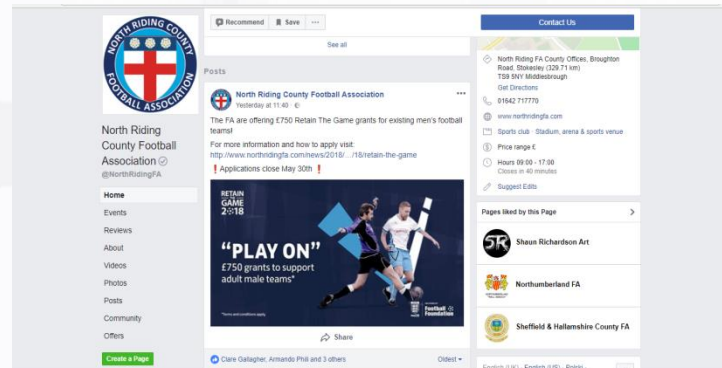 NORTH RIDING COUNTY
FOOTBALL ASSOCIATION
North Riding
County Football
Association
@NorthRidingFA
Home
Events
Reviews
About
Videos
Photos
Posts
Community
Offers
Create a Page
Recommend Save ...
See all
Posts
North Riding County Football Association
Yesterday at 11:40
The FA are offering £750 Retain The Game grants for existing men's football
teams!
For more information and how to apply visit:
http://www.northridingfa.com/news/2018/.../18/retain-the-game
❗Applications close May 30th ❗
RETAIN
THE
GAME
2018
"PLAY ON"
£750 grants to support
adult male teams*
*Terms and conditions apply.
Football
Foundation
Share
Clare Gallagher, Armando Phili and 3 others
Oldest
Contact Us
North Riding FA County Offices, Broughton
Road, Stokesley (329.71 km)
TS9 5NY Middlesbrough
Get Directions
01642 717770
www.northridingfa.com
Sports club · Stadium, arena & sports venue
Price range £
Hours 09:00 - 17:00
Closes in 40 minutes
Suggest Edits
Pages liked by this Page
SR
Shaun Richardson Art
Northumberland FA
Sheffield & Hallamshire County FA
English (UK) · English (US) · Polski ·